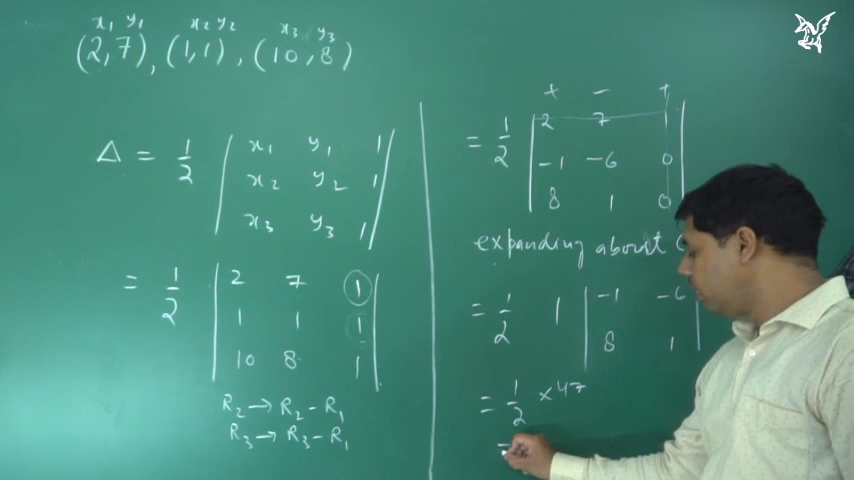 x₁ y₁ x₂ y₂ x₃ y₃
(2,7), (1,1), (10,8)
Δ = 1/2 | x₁ y₁ 1 |
| x₂ y₂ 1 |
| x₃ y₃ 1 |
= 1/2 | 2 7 1 |
| 1 1 1 |
| 10 8 1 |
R₂ → R₂ - R₁
R₃ → R₃ - R₁
+ - +
= 1/2 | 2 7 |
| -1 -6 0 |
| 8 1 0 |
expanding about
= 1/2 1 | -1 -6 |
| 8 1
= 1/2 × 47
=